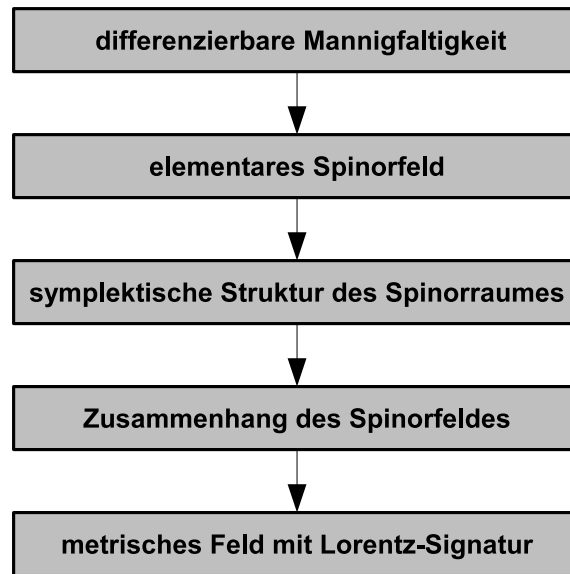 differenzierbare Mannigfaltigkeit
elementares Spinorfeld
symplektische Struktur des Spinorraumes
Zusammenhang des Spinorfeldes
metrisches Feld mit Lorentz-Signatur